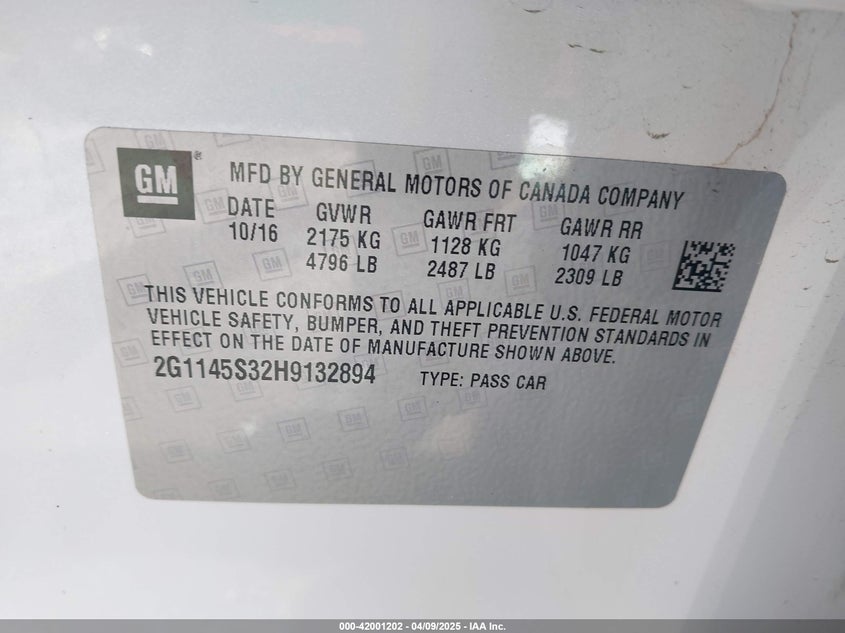 GM ® MFD BY GENERAL MOTORS OF CANADA COMPANY
DATE GVWR GAWR FRT GAWR RR
10/16 2175 KG 1128 KG 1047 KG
4796 LB 2487 LB 2309 LB
THIS VEHICLE CONFORMS TO ALL APPLICABLE U.S. FEDERAL MOTOR
VEHICLE SAFETY, BUMPER, AND THEFT PREVENTION STANDARDS IN
EFFECT ON THE DATE OF MANUFACTURE SHOWN ABOVE.
2G1145S32H9132894 TYPE: PASS CAR
000-42001202 - 04/09/2025 - IAA Inc.